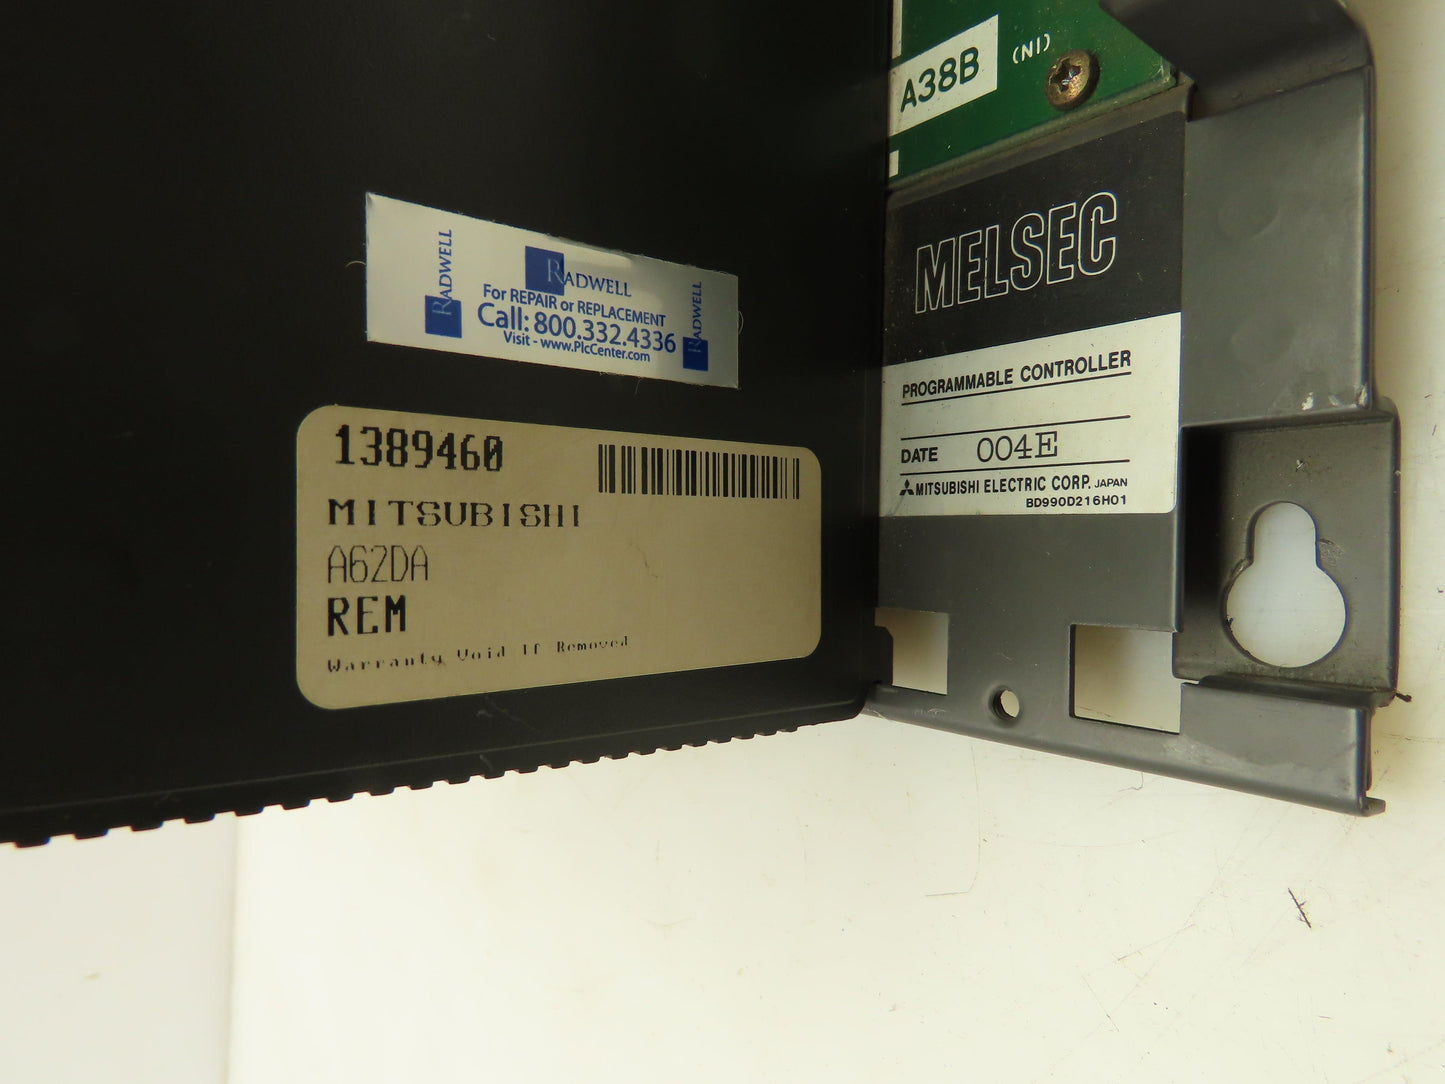 A38B (NI)
MELSEC
PROGRAMMABLE CONTROLLER
DATE 004E
MITSUBISHI ELECTRIC CORP. JAPAN
BD990D216H01
RADWELL
RADWELL
For REPAIR or REPLACEMENT
Call: 800.332.4336
Visit - www.PlcCenter.com
RADWELL
1389460
MITSUBISHI
A62DA
REM
Warranty Void If Removed